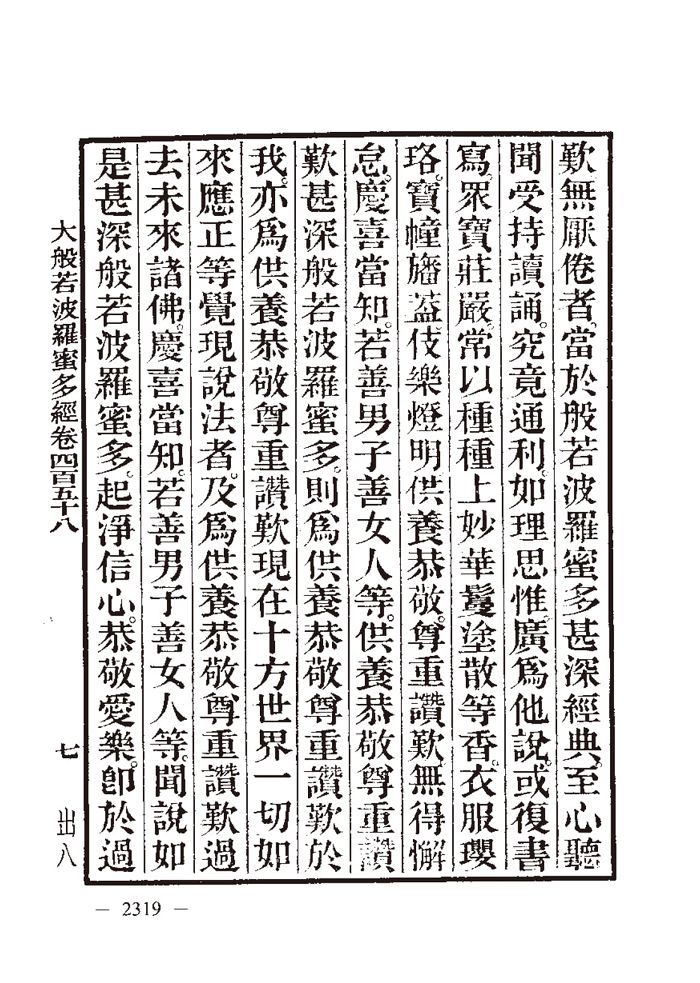 歎無厭倦者。當於般若波羅蜜多甚深經典。至心聽
聞受持讀誦。究竟通利。如理思惟。廣爲他說。或復書
寫。眾寶莊嚴。常以種種上妙華鬘塗散等香。衣服瓔
珞。寶幢旛葢伎樂燈明。供養恭敬。尊重讚歎。無得懈
怠。慶喜當知。若善男子善女人等。供養恭敬尊重讚
歎甚深般若波羅蜜多。則爲供養恭敬尊重讚歎於
我。亦爲供養恭敬尊重讚歎現在十方世界一切如
來應正等覺現說法者。及爲供養恭敬尊重讚歎過
去未來諸佛。慶喜當知。若善男子善女人等。聞說如
是甚深般若波羅蜜多。起淨信心。恭敬愛樂。卽於過
大般若波羅蜜多經卷四百五十八 七 出八
— 2319 —